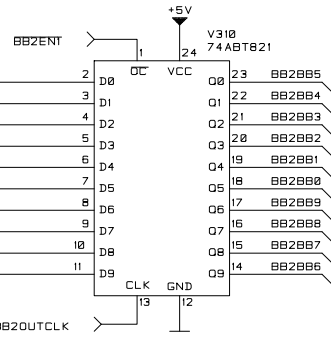 +5V
V310
74ABT821
BB2ENT
1 24
OC VCC
2 D0 Q0 23 BB2BB5
3 D1 Q1 22 BB2BB4
4 D2 Q2 21 BB2BB3
5 D3 Q3 20 BB2BB2
6 D4 Q4 19 BB2BB1
7 D5 Q5 18 BB2BB0
8 D6 Q6 17 BB2BB9
9 D7 Q7 16 BB2BB8
10 D8 Q8 15 BB2BB7
11 D9 Q9 14 BB2BB6
CLK GND
13 12
BB2OUTCLK